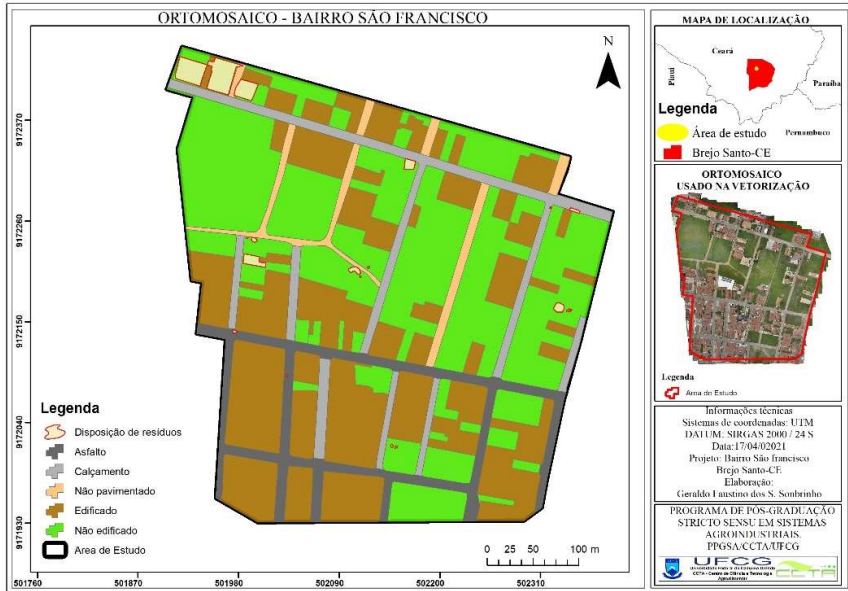 ORTOMOSAICO - BAIRRO SÃO FRANCISCO
N
9172370
9172260
9172150
9172040
9171930
501760
501870
501980
502090
502200
502310
Legenda
Disposição de resíduos
Asfalto
Calçamento
Não pavimentado
Edificado
Não edificado
Area de Estudo
0 25 50 100 m
MAPA DE LOCALIZAÇÃO
Ceará
Piauí
Paraíba
Pernambuco
Legenda
Área de estudo
Brejo Santo-CE
ORTOMOSAICO
USADO NA VETORIZAÇÃO
Legenda
Area de Estudo
Informações técnicas
Sistemas de coordenadas: UTM
DATUM: SIRGAS 2000 / 24 S
Data:17/04/02021
Projeto: Bairro São francisco
Brejo Santo-CE
Elaboração:
Geraldo Faustino dos S. Sonbrinho
PROGRAMA DE PÓS-GRADUAÇÃO
STRICTO SENSU EM SISTEMAS
AGROINDUSTRIAIS.
PPGSA/CCTA/UFCG
UFCG
CCTA